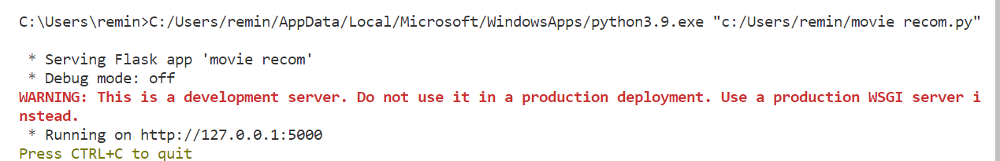 C:\Users\remin>C:/Users/remin/AppData/Local/Microsoft/WindowsApps/python3.9.exe "c:/Users/remin/movie recom.py"
 * Serving Flask app 'movie recom'
 * Debug mode: off
WARNING: This is a development server. Do not use it in a production deployment. Use a production WSGI server i
nstead.
 * Running on http://127.0.0.1:5000
Press CTRL+C to quit